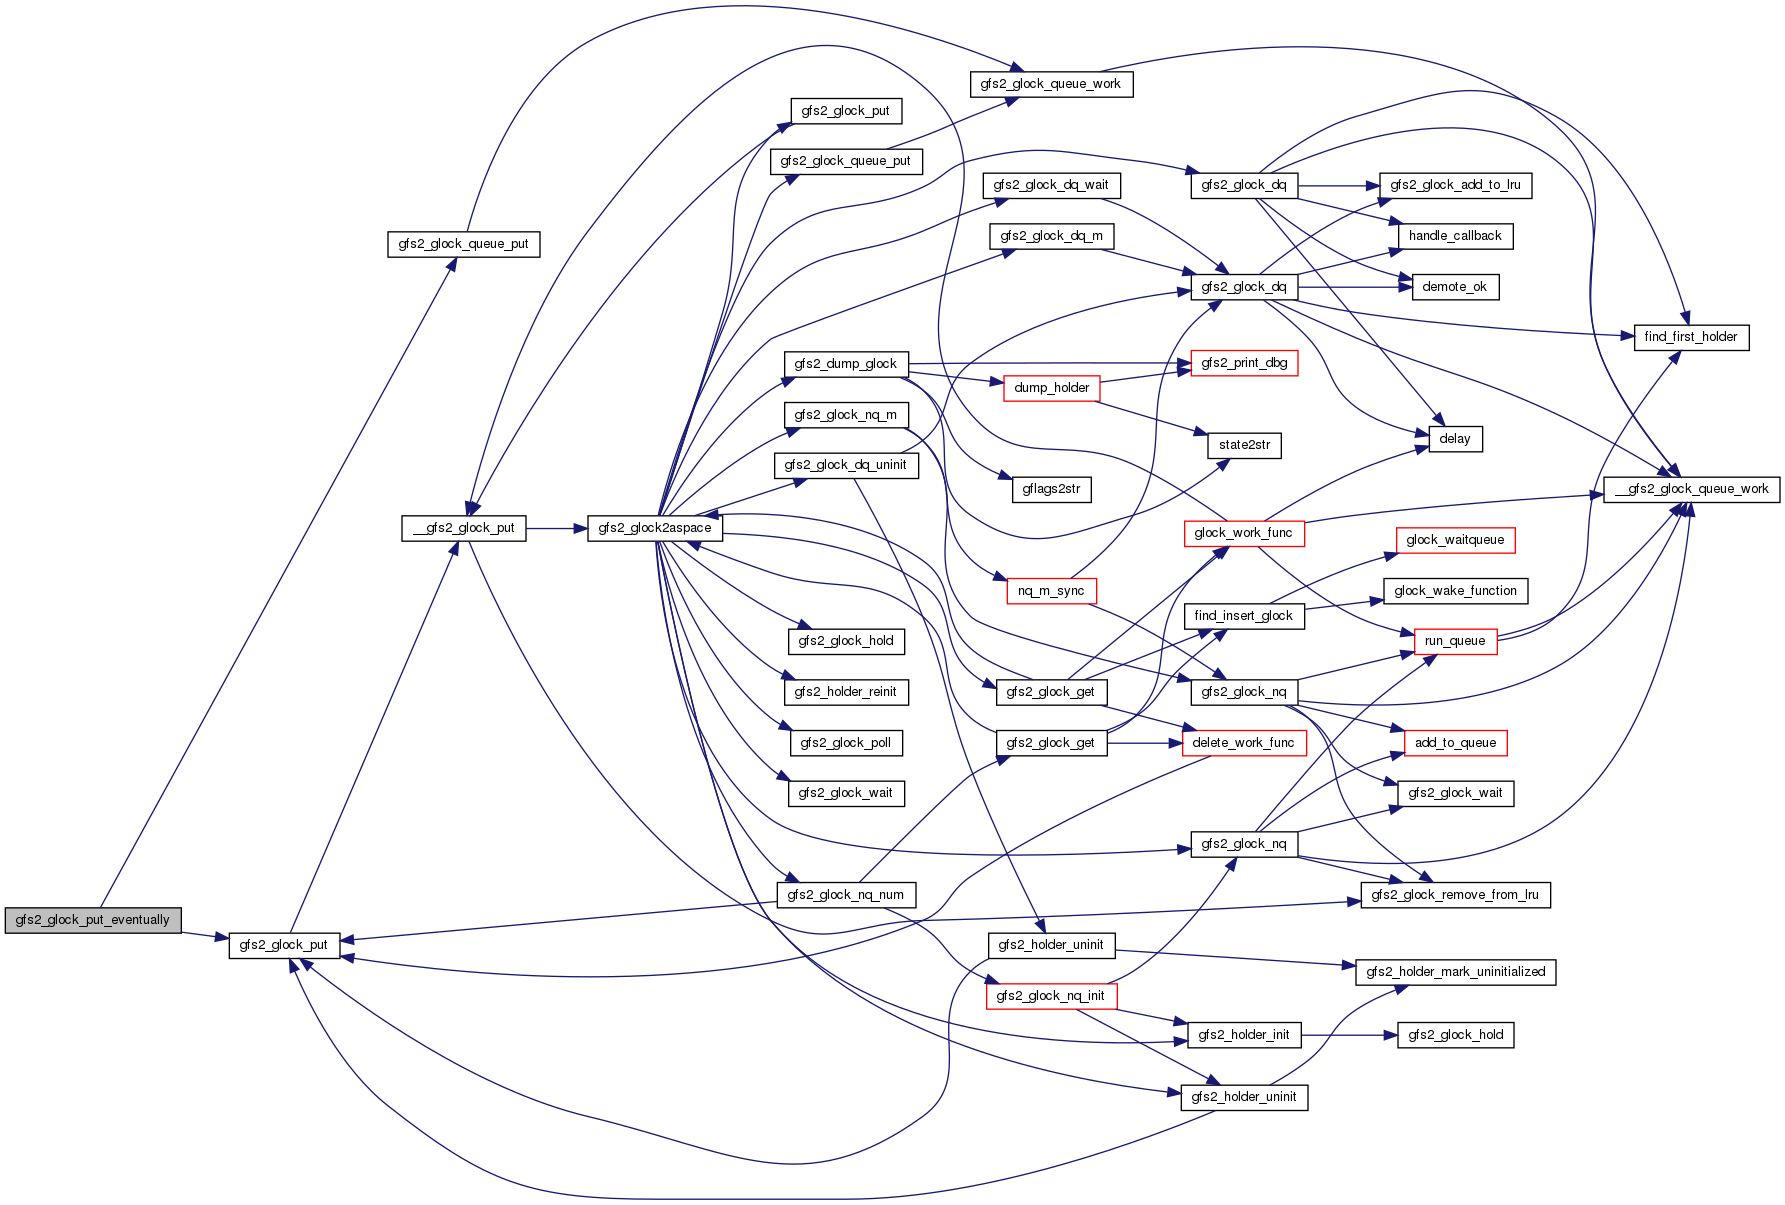 gfs2_glock_put_eventually
gfs2_glock_queue_put
gfs2_glock_put
__gfs2_glock_put
gfs2_glock2aspace
gfs2_glock_put
gfs2_glock_queue_put
gfs2_dump_glock
gfs2_glock_nq_m
gfs2_glock_dq_uninit
gfs2_glock_hold
gfs2_holder_reinit
gfs2_glock_poll
gfs2_glock_wait
gfs2_glock_nq_num
gfs2_glock_queue_work
gfs2_glock_dq_wait
gfs2_glock_dq_m
dump_holder
gflags2str
nq_m_sync
gfs2_glock_get
gfs2_glock_get
gfs2_holder_uninit
gfs2_glock_nq_init
gfs2_glock_dq
gfs2_glock_dq
gfs2_print_dbg
state2str
glock_work_func
find_insert_glock
gfs2_glock_nq
delete_work_func
gfs2_glock_nq
gfs2_holder_init
gfs2_holder_uninit
gfs2_glock_add_to_lru
handle_callback
demote_ok
delay
glock_waitqueue
glock_wake_function
run_queue
add_to_queue
gfs2_glock_wait
gfs2_glock_remove_from_lru
gfs2_holder_mark_uninitialized
gfs2_glock_hold
find_first_holder
__gfs2_glock_queue_work